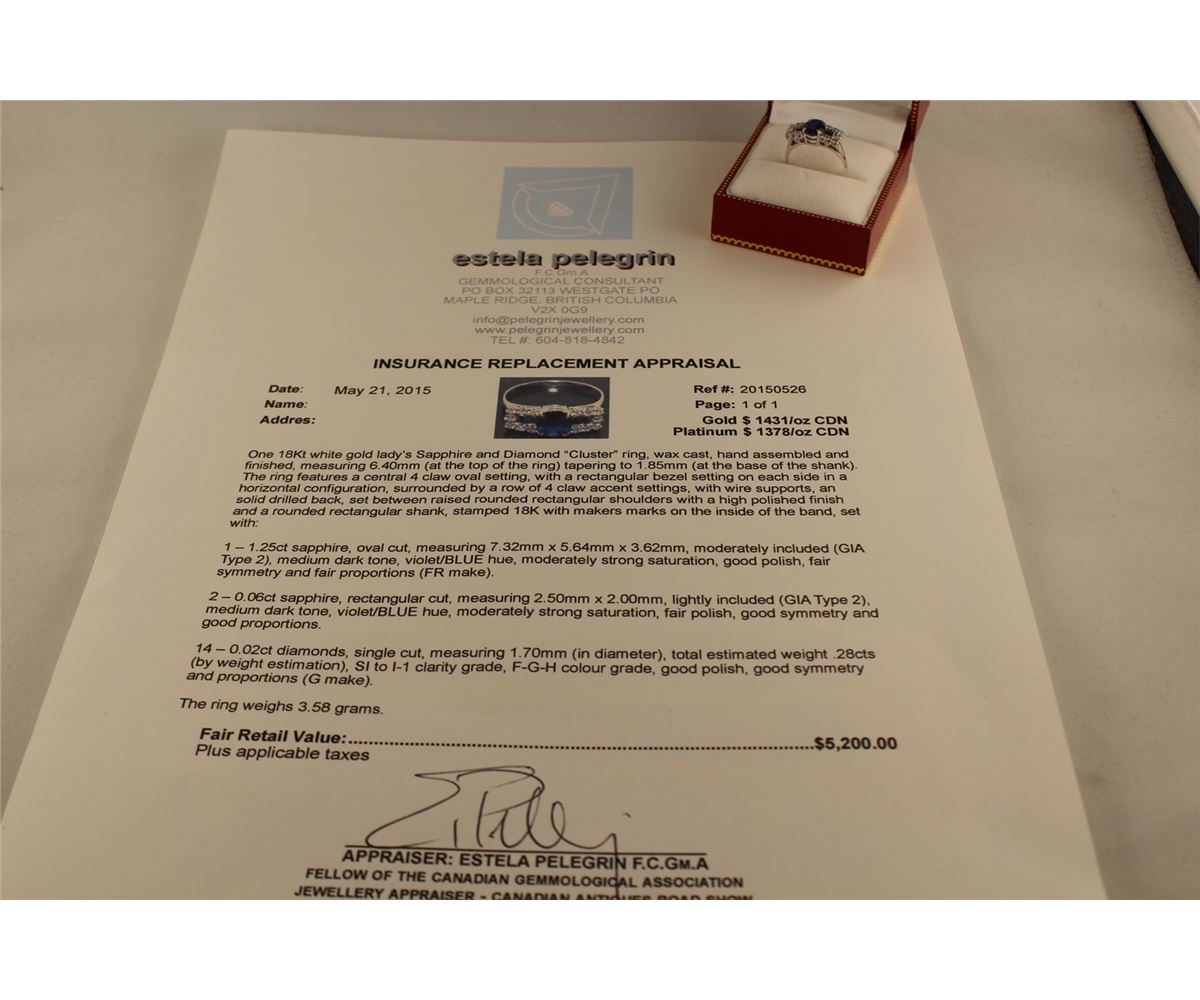 estela pelegrin
F.C.Gm.A
GEMMOLOGICAL CONSULTANT
PO BOX 32113 WESTGATE PO
MAPLE RIDGE, BRITISH COLUMBIA
V2X 0G9
info@pelegrinjewellery.com
www.pelegrinjewellery.com
TEL #: 604-818-4842
INSURANCE REPLACEMENT APPRAISAL
Date: May 21, 2015
Name:
Addres:
Ref #: 20150526
Page: 1 of 1
Gold $ 1431/oz CDN
Platinum $ 1378/oz CDN
One 18Kt white gold lady's Sapphire and Diamond "Cluster" ring, wax cast, hand assembled and
finished, measuring 6.40mm (at the top of the ring) tapering to 1.85mm (at the base of the shank).
The ring features a central 4 claw oval setting, with a rectangular bezel setting on each side in a
horizontal configuration, surrounded by a row of 4 claw accent settings, with wire supports, an
solid drilled back, set between raised rounded rectangular shoulders with a high polished finish
and a rounded rectangular shank, stamped 18K with makers marks on the inside of the band, set
with:
1 – 1.25ct sapphire, oval cut, measuring 7.32mm x 5.64mm x 3.62mm, moderately included (GIA
Type 2), medium dark tone, violet/BLUE hue, moderately strong saturation, good polish, fair
symmetry and fair proportions (FR make).
2 – 0.06ct sapphire, rectangular cut, measuring 2.50mm x 2.00mm, lightly included (GIA Type 2),
medium dark tone, violet/BLUE hue, moderately strong saturation, fair polish, good symmetry and
good proportions.
14 – 0.02ct diamonds, single cut, measuring 1.70mm (in diameter), total estimated weight .28cts
(by weight estimation), SI to I-1 clarity grade, F-G-H colour grade, good polish, good symmetry
and proportions (G make).
The ring weighs 3.58 grams.
Fair Retail Value:..........................................................................................$5,200.00
Plus applicable taxes
APPRAISER: ESTELA PELEGRIN F.C.GM.A
FELLOW OF THE CANADIAN GEMMOLOGICAL ASSOCIATION
JEWELLERY APPRAISER - CANADIAN ANTIQUES ROAD SHOW